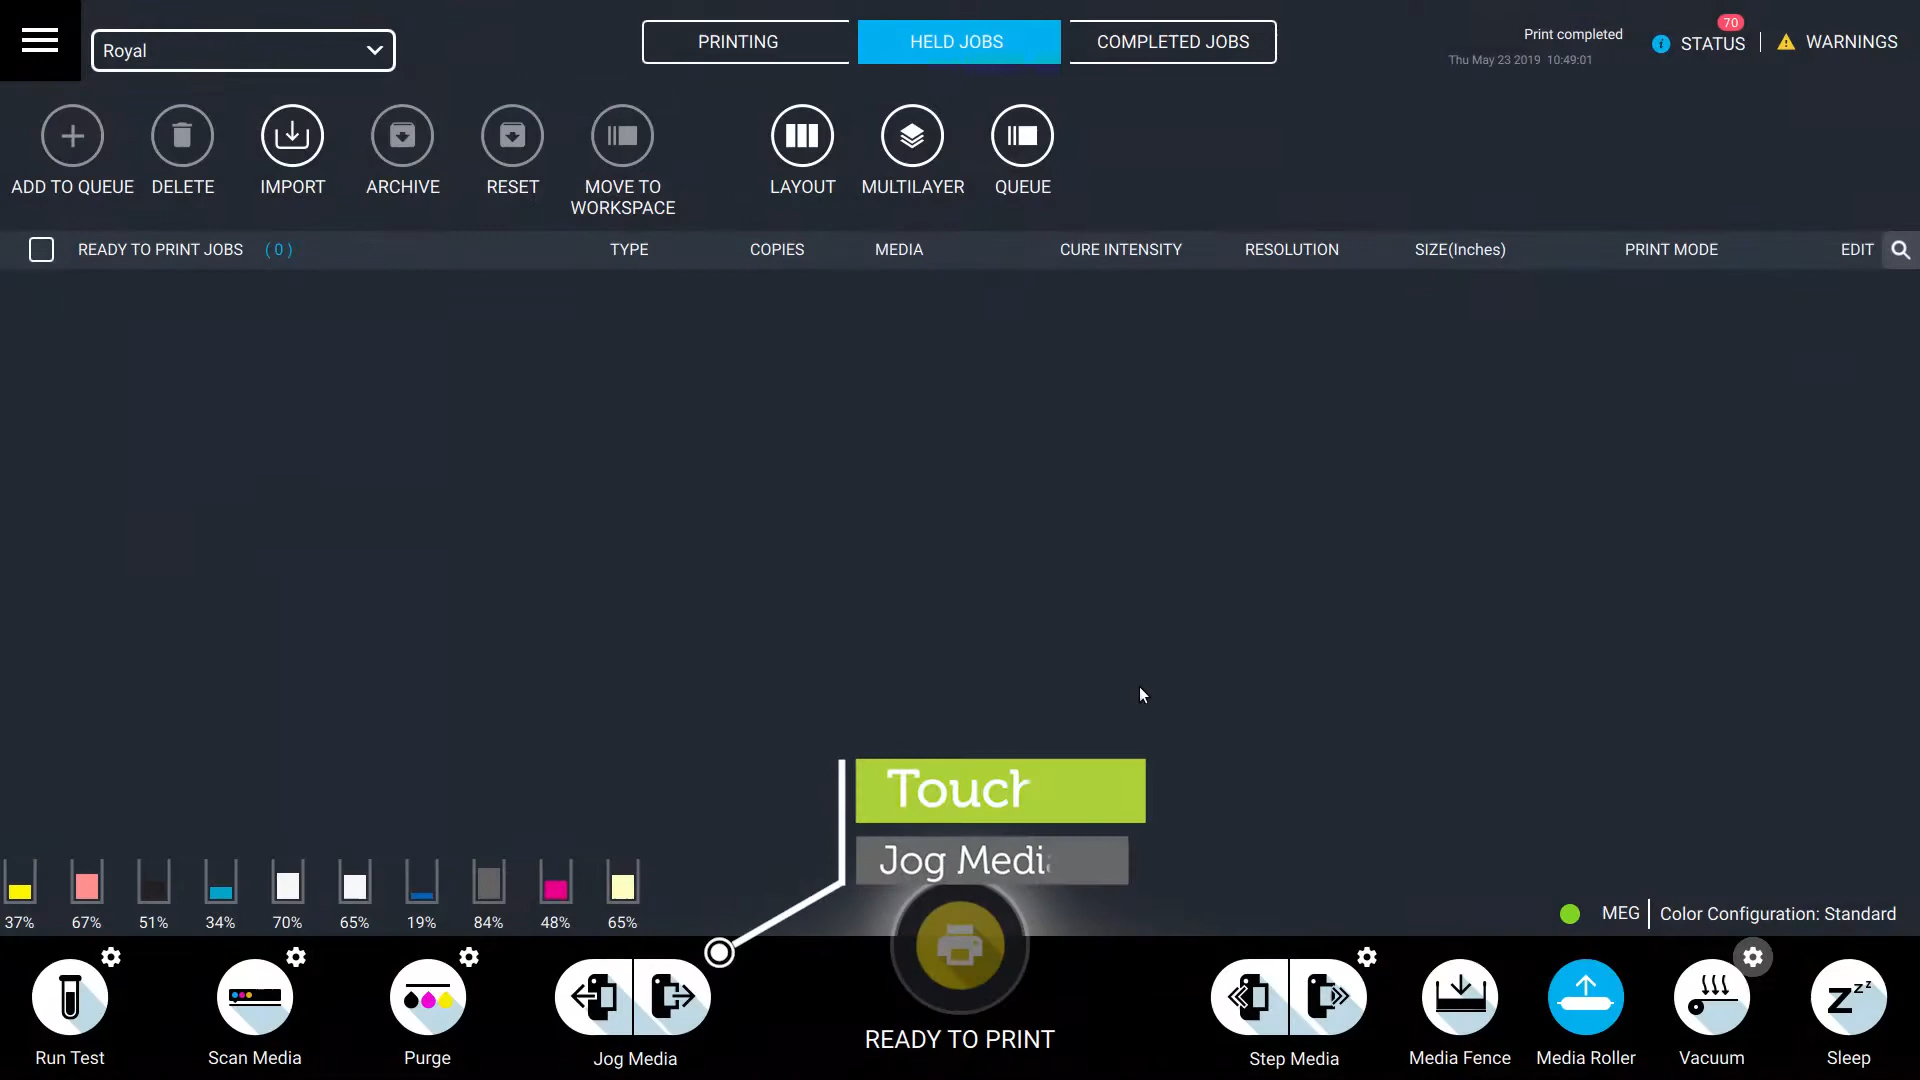 Royal
PRINTING
HELD JOBS
COMPLETED JOBS
Print completed
Thu May 23 2019 10:49:01
70
STATUS
WARNINGS
ADD TO QUEUE
DELETE
IMPORT
ARCHIVE
RESET
MOVE TO
WORKSPACE
LAYOUT
MULTILAYER
QUEUE
READY TO PRINT JOBS ( 0 )
TYPE
COPIES
MEDIA
CURE INTENSITY
RESOLUTION
SIZE(Inches)
PRINT MODE
EDIT
Touch
Jog Medi
37%
67%
51%
34%
70%
65%
19%
84%
48%
65%
MEG
Color Configuration: Standard
Run Test
Scan Media
Purge
Jog Media
READY TO PRINT
Step Media
Media Fence
Media Roller
Vacuum
Sleep